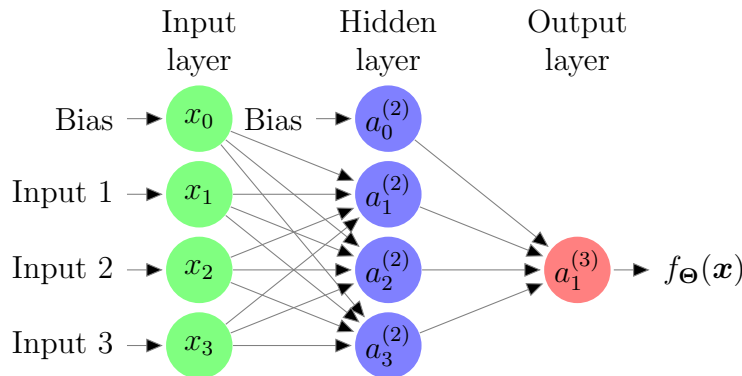 Input
layer
Hidden
layer
Output
layer
Bias x₀ Bias a₀⁽²⁾
Input 1 x₁ a₁⁽²⁾
Input 2 x₂ a₂⁽²⁾ a₁⁽³⁾ f_Θ(x)
Input 3 x₃ a₃⁽²⁾